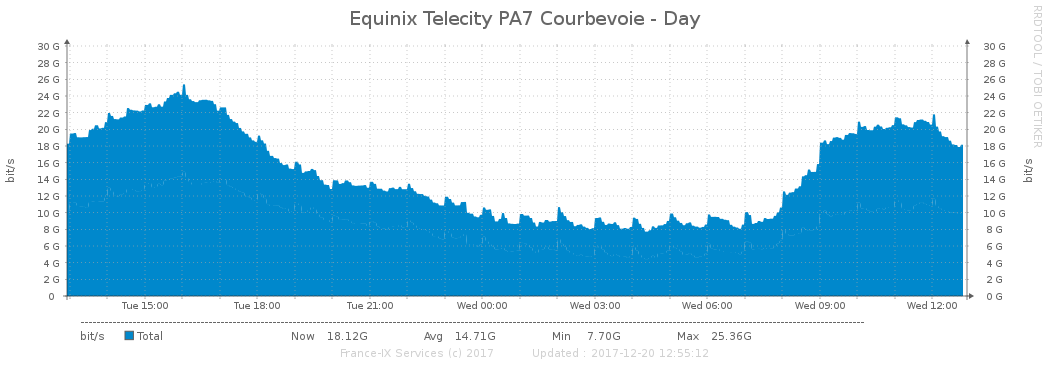 Equinix Telecity PA7 Courbevoie - Day
RRDTOOL / TOBI OETIKER
30 G 30 G
28 G 28 G
26 G 26 G
24 G 24 G
22 G 22 G
20 G 20 G
18 G 18 G
16 G 16 G
14 G 14 G
12 G 12 G
10 G 10 G
8 G 8 G
6 G 6 G
4 G 4 G
2 G 2 G
0 0 G
bit/s
bit/s
Tue 15:00 Tue 18:00 Tue 21:00 Wed 00:00 Wed 03:00 Wed 06:00 Wed 09:00 Wed 12:00
bit/s Total Now 18.12G Avg 14.71G Min 7.70G Max 25.36G
France-IX Services (c) 2017 Updated : 2017-12-20 12:55:12